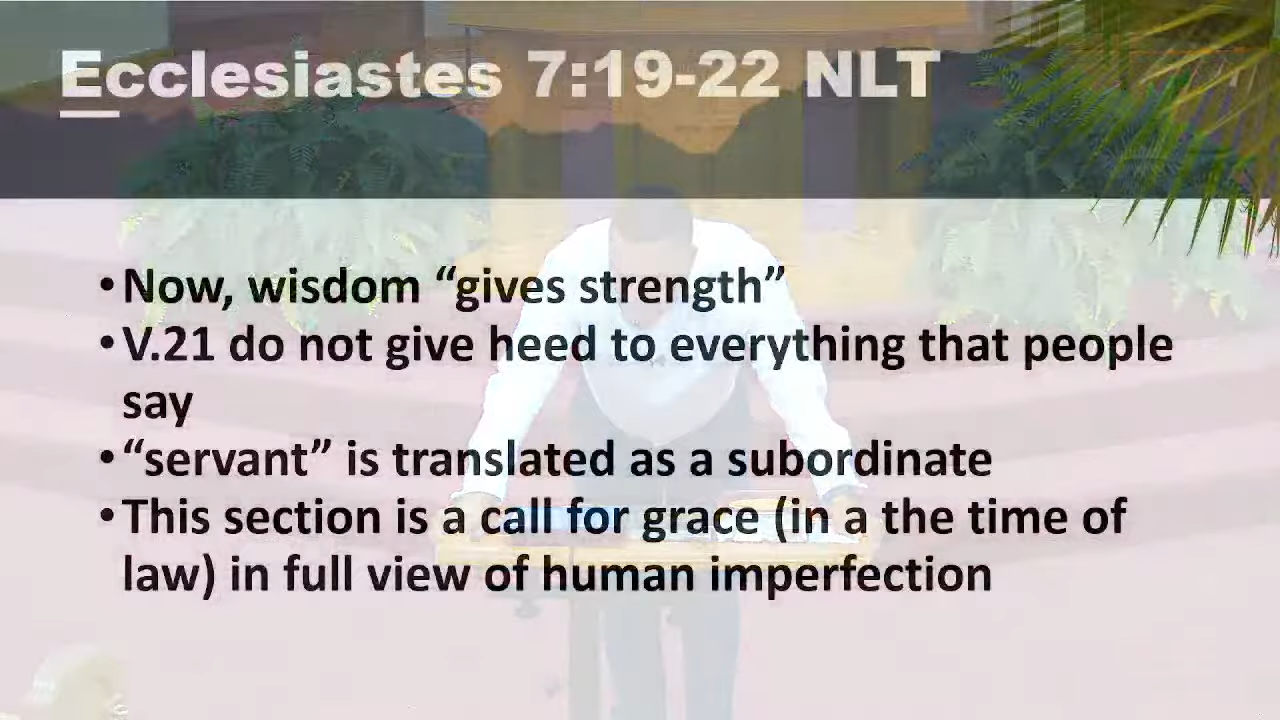 Ecclesiastes 7:19-22 NLT
•Now, wisdom “gives strength”
•V.21 do not give heed to everything that people
say
•“servant” is translated as a subordinate
•This section is a call for grace (in a the time of
law) in full view of human imperfection